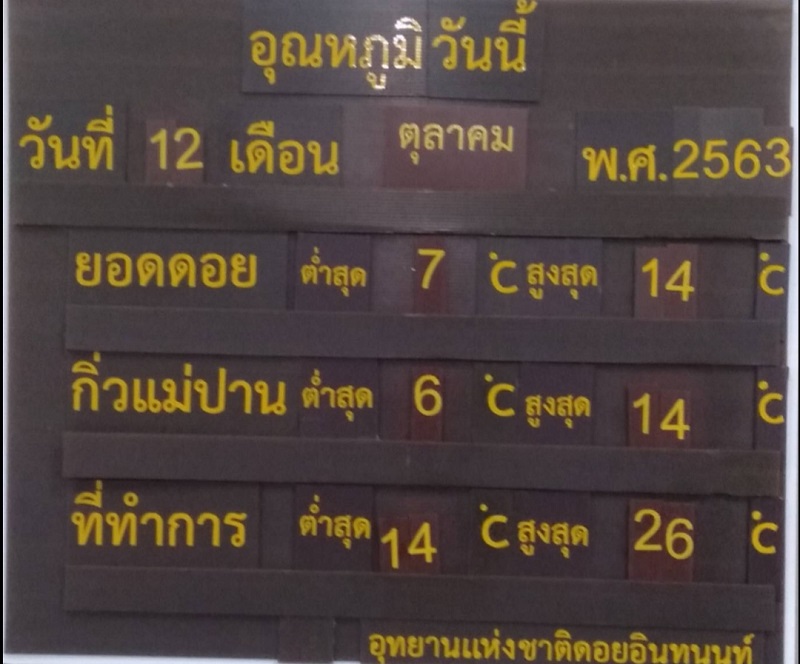 อุณหภูมิ วันนี้
วันที่ 12 เดือน ตุลาคม พ.ศ.2563
ยอดดอย ต่ำสุด 7 °C สูงสุด 14 °C
กิ่วแม่ปาน ต่ำสุด 6 °C สูงสุด 14 °C
ที่ทำการ ต่ำสุด 14 °C สูงสุด 26 °C
อุทยานแห่งชาติดอยอินทนนท์